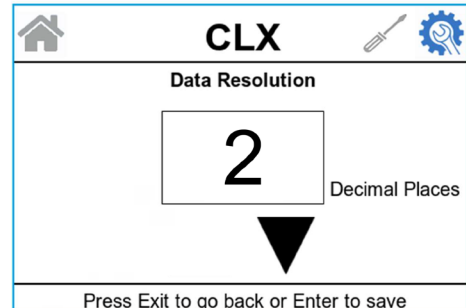 CLX
Data Resolution
2
Decimal Places
Press Exit to go back or Enter to save